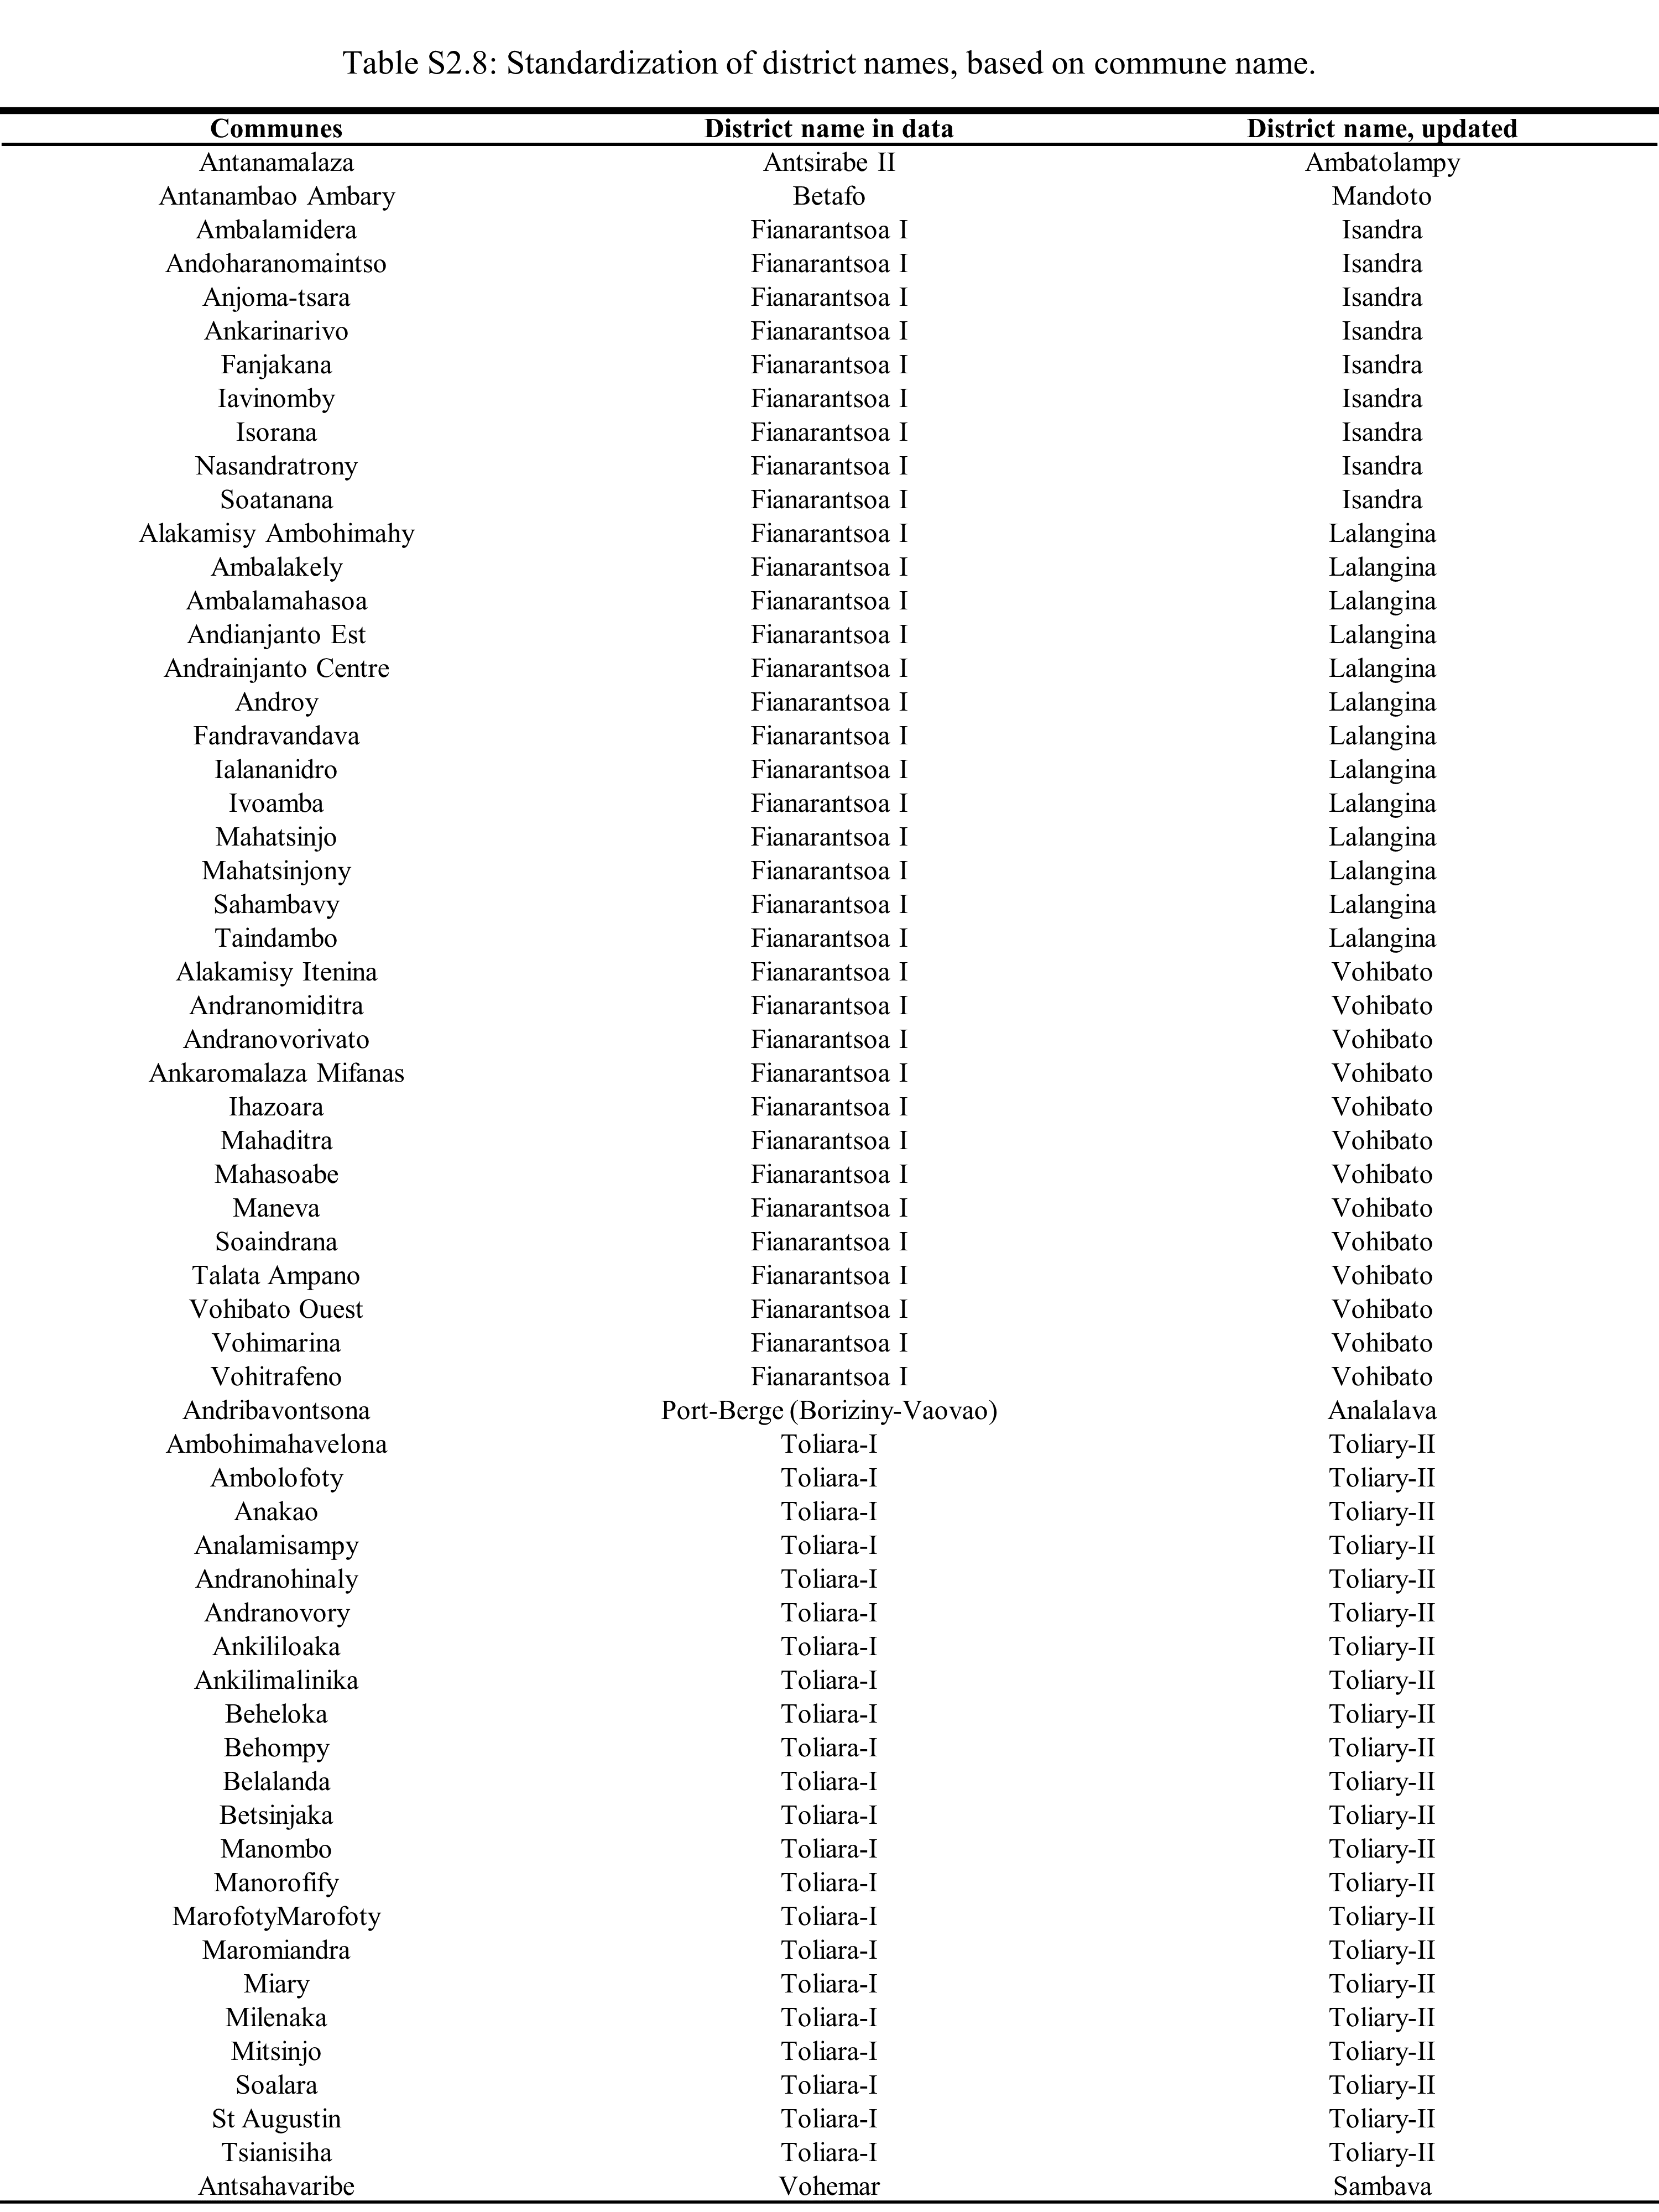 Table S2.8: Standardization of district names, based on commune name.
Communes District name in data District name, updated
Antanamalaza Antsirabe II Ambatolampy
Antanambao Ambary Betafo Mandoto
Ambalamidera Fianarantsoa I Isandra
Andoharanomaintso Fianarantsoa I Isandra
Anjoma-tsara Fianarantsoa I Isandra
Ankarinarivo Fianarantsoa I Isandra
Fanjakana Fianarantsoa I Isandra
Iavinomby Fianarantsoa I Isandra
Isorana Fianarantsoa I Isandra
Nasandratrony Fianarantsoa I Isandra
Soatanana Fianarantsoa I Isandra
Alakamisy Ambohimahy Fianarantsoa I Lalangina
Ambalakely Fianarantsoa I Lalangina
Ambalamahasoa Fianarantsoa I Lalangina
Andianjanto Est Fianarantsoa I Lalangina
Andrainjanto Centre Fianarantsoa I Lalangina
Androy Fianarantsoa I Lalangina
Fandravandava Fianarantsoa I Lalangina
Ialananidro Fianarantsoa I Lalangina
Ivoamba Fianarantsoa I Lalangina
Mahatsinjo Fianarantsoa I Lalangina
Mahatsinjony Fianarantsoa I Lalangina
Sahambavy Fianarantsoa I Lalangina
Taindambo Fianarantsoa I Lalangina
Alakamisy Itenina Fianarantsoa I Vohibato
Andranomiditra Fianarantsoa I Vohibato
Andranovorivato Fianarantsoa I Vohibato
Ankaromalaza Mifanas Fianarantsoa I Vohibato
Ihazoara Fianarantsoa I Vohibato
Mahaditra Fianarantsoa I Vohibato
Mahasoabe Fianarantsoa I Vohibato
Maneva Fianarantsoa I Vohibato
Soaindrana Fianarantsoa I Vohibato
Talata Ampano Fianarantsoa I Vohibato
Vohibato Ouest Fianarantsoa I Vohibato
Vohimarina Fianarantsoa I Vohibato
Vohitrafeno Fianarantsoa I Vohibato
Andribavontsona Port-Berge (Boriziny-Vaovao) Analalava
Ambohimahavelona Toliara-I Toliary-II
Ambolofoty Toliara-I Toliary-II
Anakao Toliara-I Toliary-II
Analamisampy Toliara-I Toliary-II
Andranohinaly Toliara-I Toliary-II
Andranovory Toliara-I Toliary-II
Ankililoaka Toliara-I Toliary-II
Ankilimalinika Toliara-I Toliary-II
Beheloka Toliara-I Toliary-II
Behompy Toliara-I Toliary-II
Belalanda Toliara-I Toliary-II
Betsinjaka Toliara-I Toliary-II
Manombo Toliara-I Toliary-II
Manorofify Toliara-I Toliary-II
MarofotyMarofoty Toliara-I Toliary-II
Maromiandra Toliara-I Toliary-II
Miary Toliara-I Toliary-II
Milenaka Toliara-I Toliary-II
Mitsinjo Toliara-I Toliary-II
Soalara Toliara-I Toliary-II
St Augustin Toliara-I Toliary-II
Tsianisiha Toliara-I Toliary-II
Antsahavaribe Vohemar Sambava